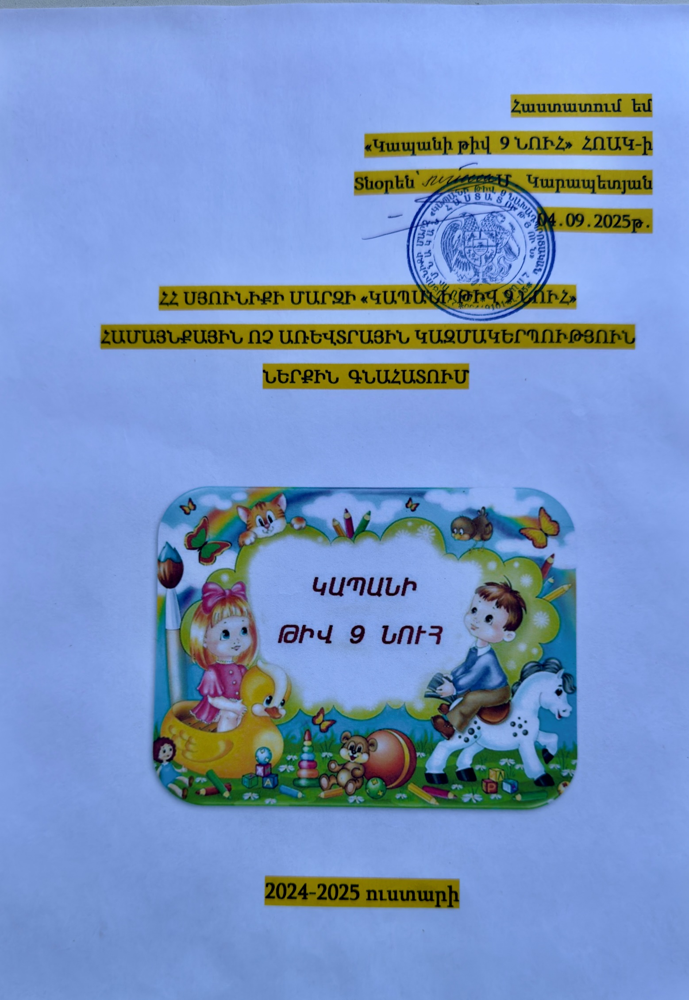 Հաստատում եմ
«Կապանի թիվ 9 ՆՈՒՀ» ՀՈԱԿ-ի
Տնօրեն՝ Մ. Կարապետյան
04.09.2025թ.
ՀՀ ՍՅՈՒՆԻՔԻ ՄԱՐԶԻ «ԿԱՊԱՆԻ ԹԻՎ 9 ՆՈՒՀ»
ՀԱՄԱՅՆՔԱՅԻՆ ՈՉ ԱՌԵՎՏՐԱՅԻՆ ԿԱԶՄԱԿԵՐՊՈՒԹՅՈՒՆ
ՆԵՐՔԻՆ ԳՆԱՀԱՏՈՒՄ
ԿԱՊԱՆԻ
ԹԻՎ 9 ՆՈՒՀ
2024-2025 ուստարի